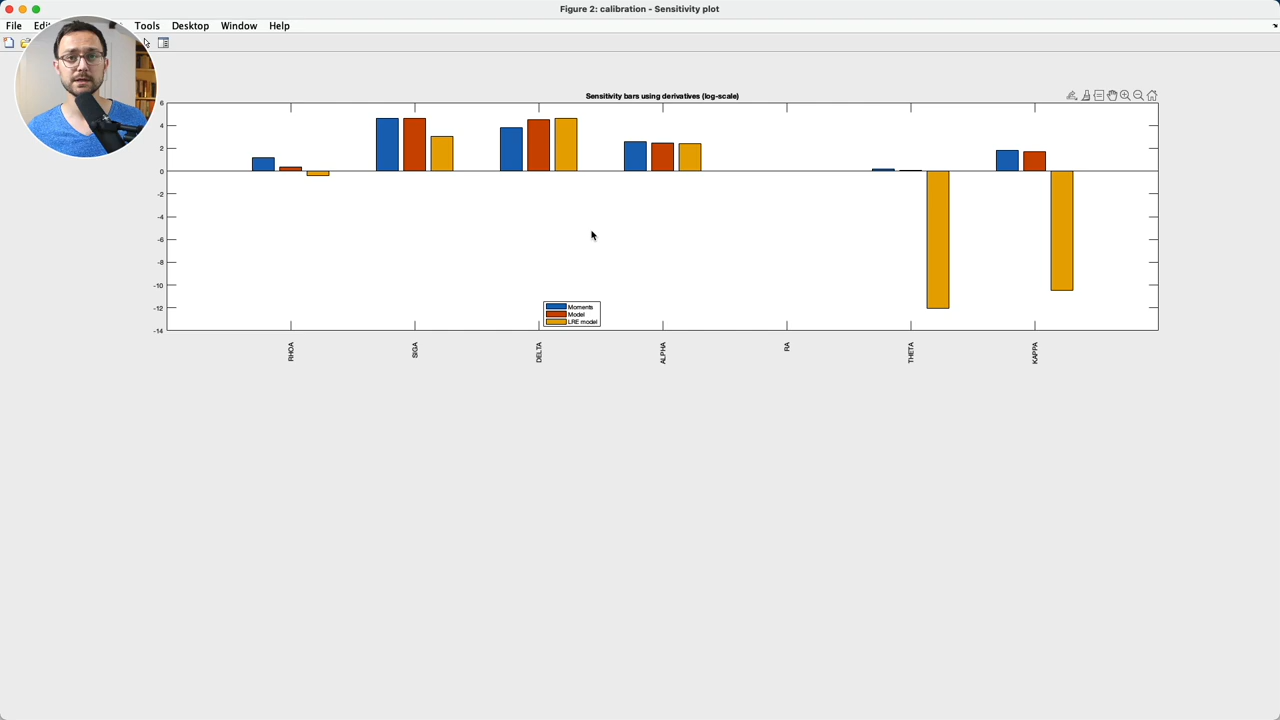 Figure 2: calibration - Sensitivity plot
File Tools Desktop Window Help
Sensitivity bars using derivatives (log-scale)
6
4
2
0
-2
-4
-6
-8
-10
-12
-14
Moments
Model
LRE model
RHOA
SIGA
DELTA
ALPHA
RA
THETA
KAPPA